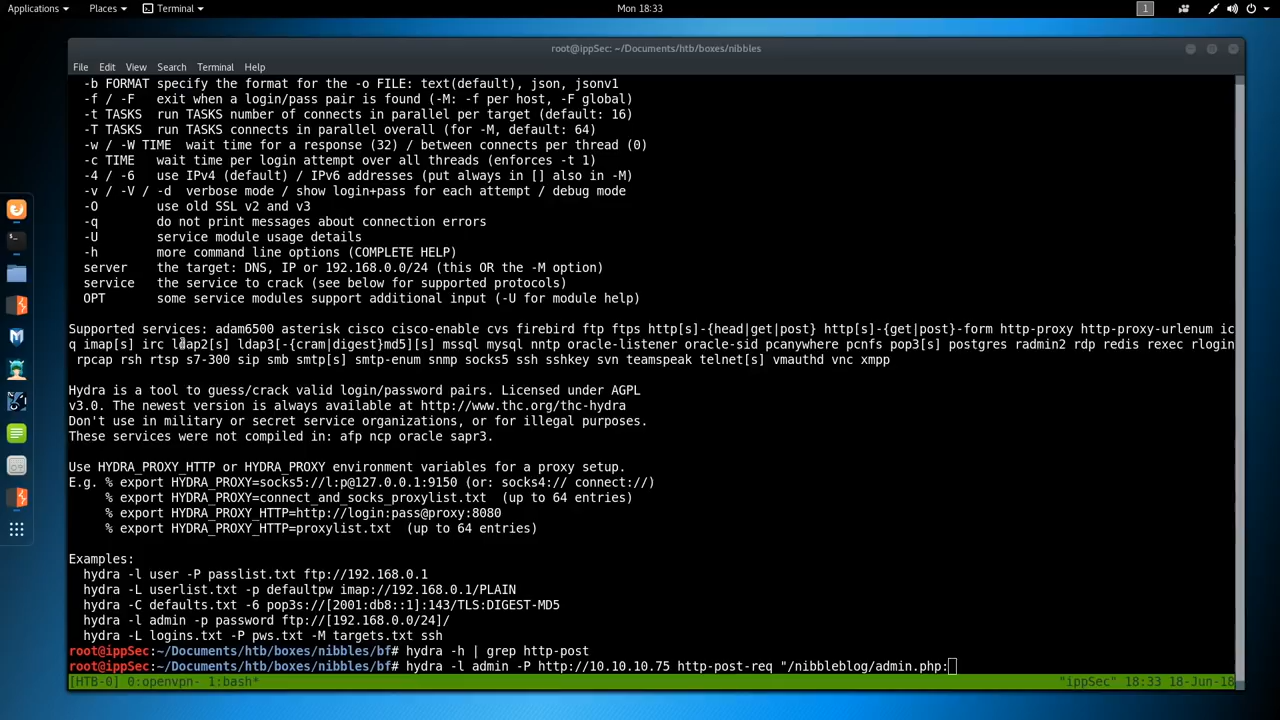 Applications
Places
Terminal
Mon 18:33
1
root@ippSec: ~/Documents/htb/boxes/nibbles
File Edit View Search Terminal Help
-b FORMAT specify the format for the -o FILE: text(default), json, jsonv1
-f / -F   exit when a login/pass pair is found (-M: -f per host, -F global)
-t TASKS  run TASKS number of connects in parallel per target (default: 16)
-T TASKS  run TASKS connects in parallel overall (for -M, default: 64)
-w / -W TIME  wait time for a response (32) / between connects per thread (0)
-c TIME   wait time per login attempt over all threads (enforces -t 1)
-4 / -6   use IPv4 (default) / IPv6 addresses (put always in [] also in -M)
-v / -V / -d  verbose mode / show login+pass for each attempt / debug mode
-O        use old SSL v2 and v3
-q        do not print messages about connection errors
-U        service module usage details
-h        more command line options (COMPLETE HELP)
server    the target: DNS, IP or 192.168.0.0/24 (this OR the -M option)
service   the service to crack (see below for supported protocols)
OPT       some service modules support additional input (-U for module help)
Supported services: adam6500 asterisk cisco cisco-enable cvs firebird ftp ftps http[s]-{head|get|post} http[s]-{get|post}-form http-proxy http-proxy-urlenum ic
q imap[s] irc ldap2[s] ldap3[-{cram|digest}md5][s] mssql mysql nntp oracle-listener oracle-sid pcanywhere pcnfs pop3[s] postgres radmin2 rdp redis rexec rlogin
rpcap rsh rtsp s7-300 sip smb smtp[s] smtp-enum snmp socks5 ssh sshkey svn teamspeak telnet[s] vmauthd vnc xmpp
Hydra is a tool to guess/crack valid login/password pairs. Licensed under AGPL
v3.0. The newest version is always available at http://www.thc.org/thc-hydra
Don't use in military or secret service organizations, or for illegal purposes.
These services were not compiled in: afp ncp oracle sapr3.
Use HYDRA_PROXY_HTTP or HYDRA_PROXY environment variables for a proxy setup.
E.g. % export HYDRA_PROXY=socks5://l:p@127.0.0.1:9150 (or: socks4:// connect://)
% export HYDRA_PROXY=connect_and_socks_proxylist.txt  (up to 64 entries)
% export HYDRA_PROXY_HTTP=http://login:pass@proxy:8080
% export HYDRA_PROXY_HTTP=proxylist.txt  (up to 64 entries)
Examples:
hydra -l user -P passlist.txt ftp://192.168.0.1
hydra -L userlist.txt -p defaultpw imap://192.168.0.1/PLAIN
hydra -C defaults.txt -6 pop3s://[2001:db8::1]:143/TLS:DIGEST-MD5
hydra -l admin -p password ftp://[192.168.0.0/24]/
hydra -L logins.txt -P pws.txt -M targets.txt ssh
root@ippSec:~/Documents/htb/boxes/nibbles/bf# hydra -h | grep http-post
root@ippSec:~/Documents/htb/boxes/nibbles/bf# hydra -l admin -P http://10.10.10.75 http-post-req "/nibbleblog/admin.php:
[HTB-0] 0:openvpn- 1:bash*
"ippSec" 18:33 18-Jun-18